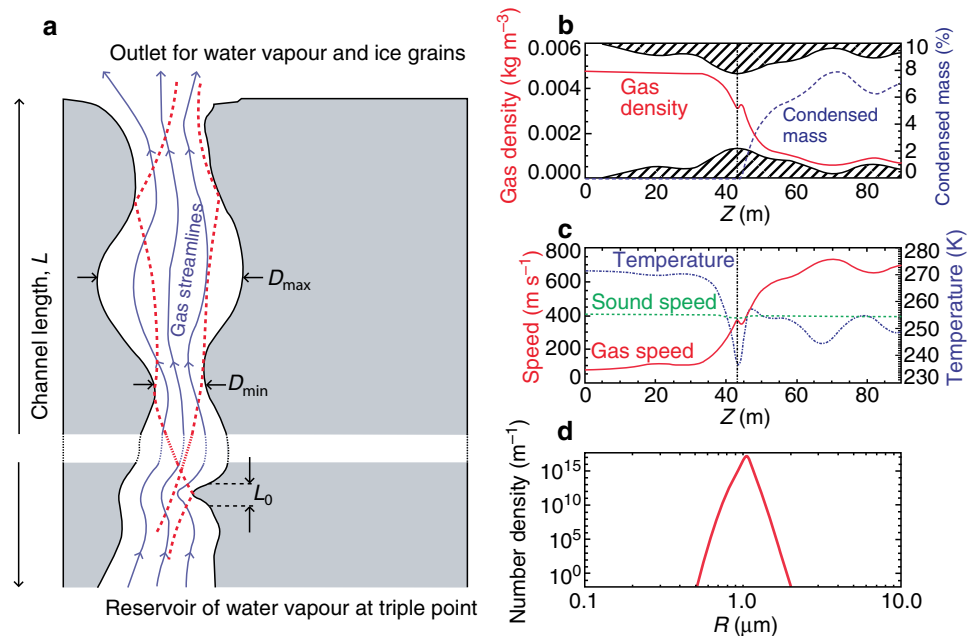 a
Outlet for water vapour and ice grains
Channel length, L
Gas streamlines
Dmax
Dmin
L0
Reservoir of water vapour at triple point
b
Gas density (kg m−3)
0.006
0.004
0.002
0.000
Gas
density
Condensed
mass
10
8
6
4
2
0
Condensed mass (%)
0 20 40 60 80
Z (m)
c
Speed (m s−1)
800
600
400
200
0
Temperature
Sound speed
Gas speed
280
270
260
250
240
230
Temperature (K)
0 20 40 60 80
Z (m)
d
Number density (m−1)
10^15
10^10
10^5
10^0
0.1 1.0 10.0
R (μm)